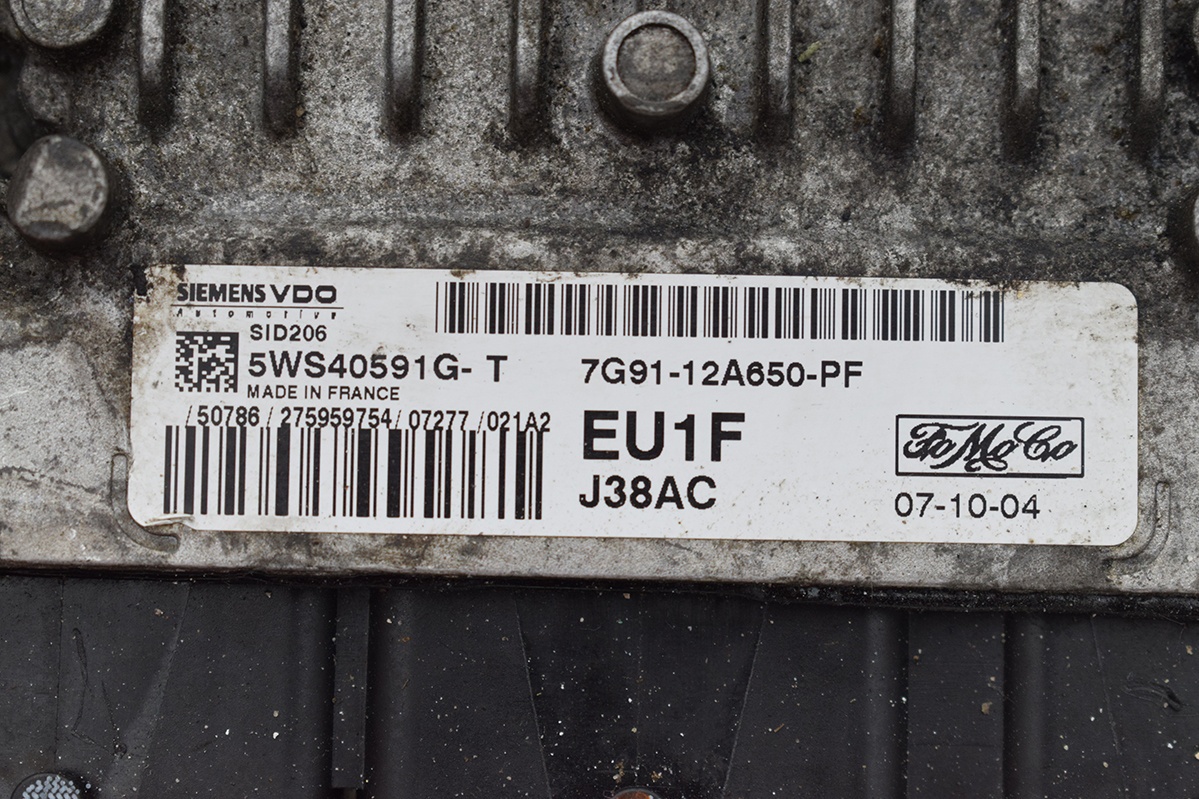 SIEMENS VDO
Automotive
SID206
5WS40591G- T 7G91-12A650-PF
MADE IN FRANCE
/50786/275959754/07277/021A2
EU1F
J38AC
FoMoCo
07-10-04